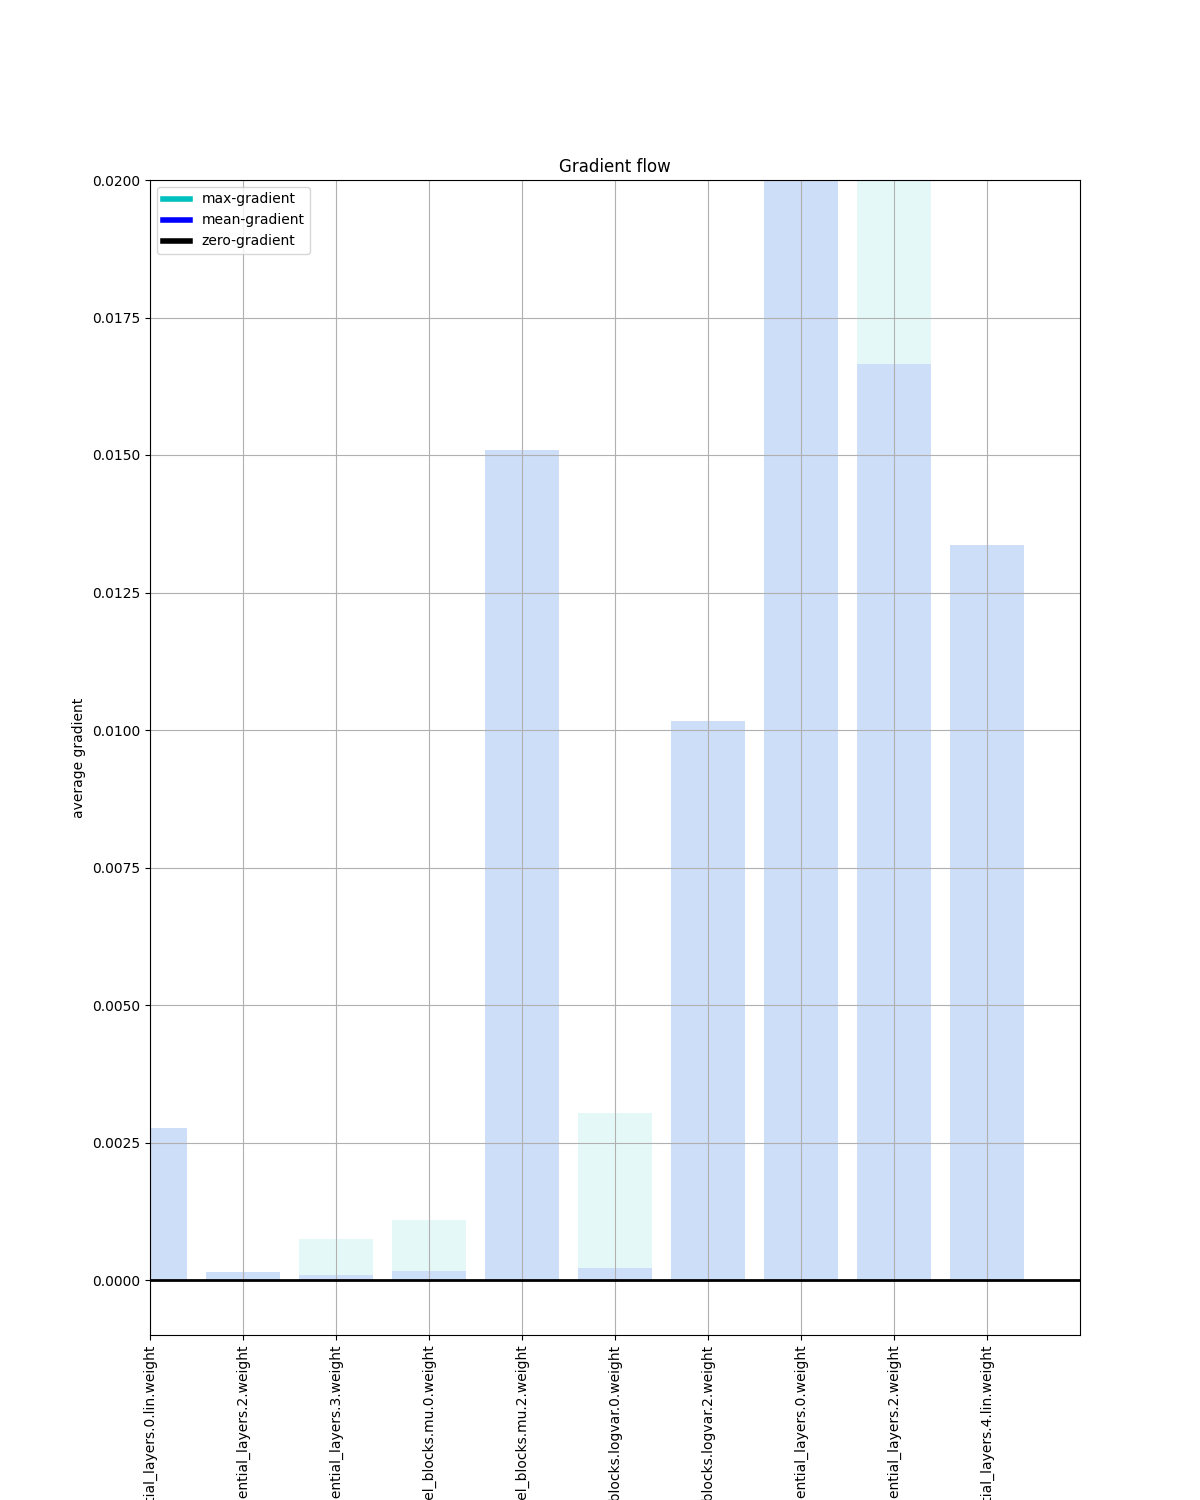 Gradient flow
max-gradient
mean-gradient
zero-gradient
average gradient
0.0200
0.0175
0.0150
0.0125
0.0100
0.0075
0.0050
0.0025
0.0000
tial_layers.0.lin.weight
ential_layers.2.weight
ential_layers.3.weight
el_blocks.mu.0.weight
el_blocks.mu.2.weight
blocks.logvar.0.weight
blocks.logvar.2.weight
ential_layers.0.weight
ential_layers.2.weight
tial_layers.4.lin.weight